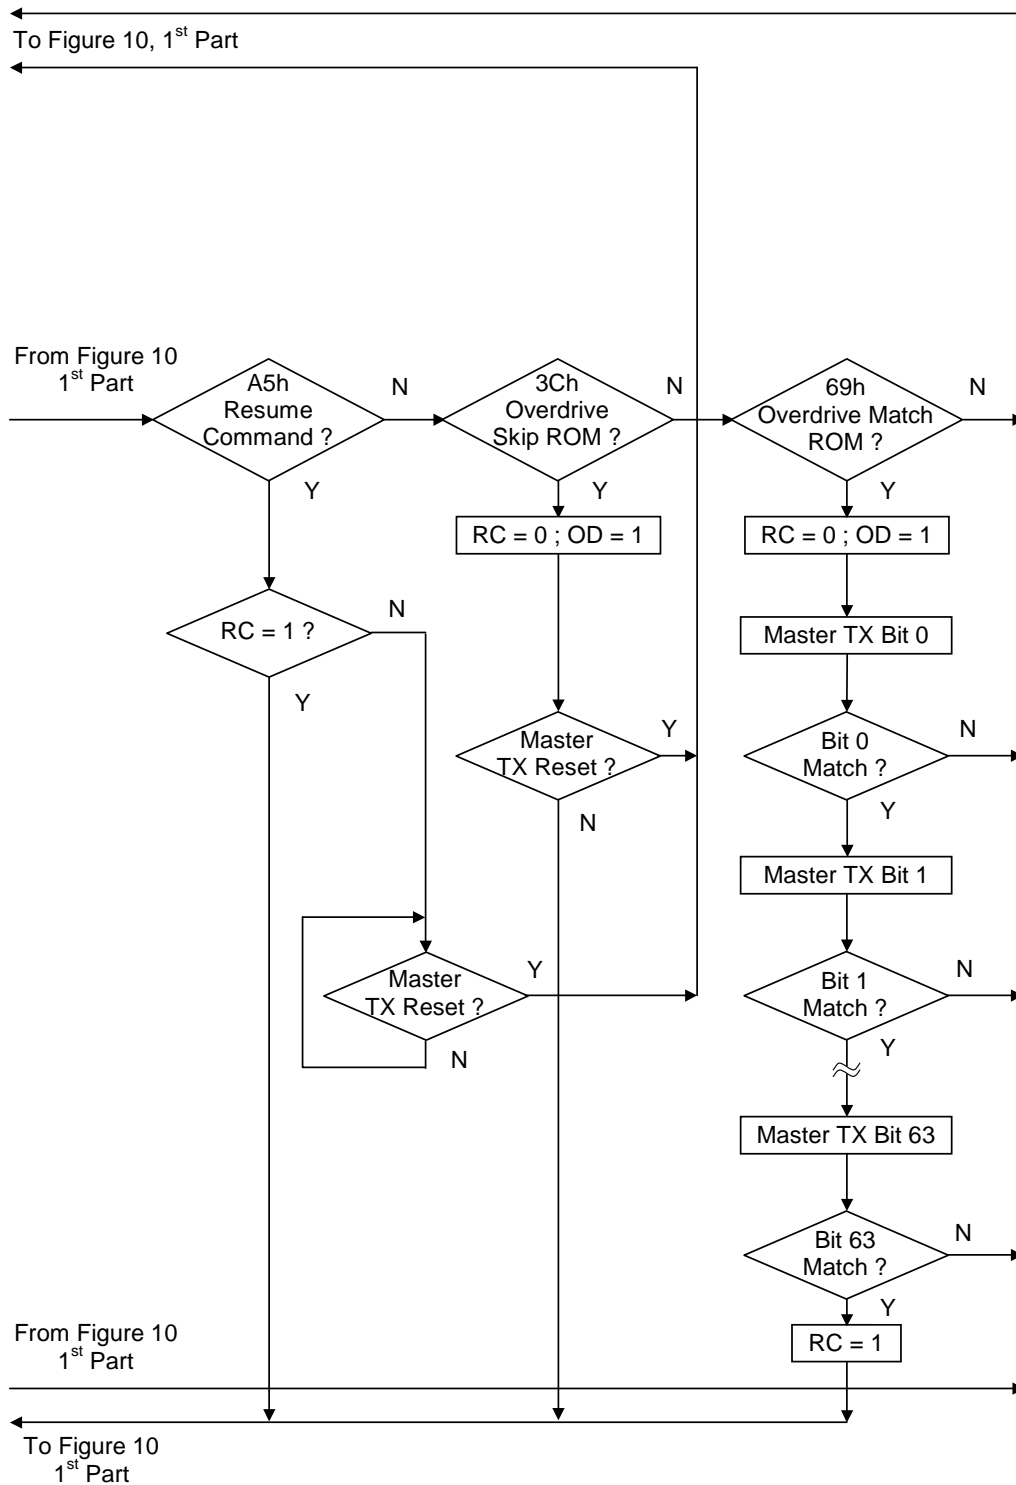 To Figure 10, 1st Part
From Figure 10
1st Part
A5h
Resume
Command ?
N
Y
3Ch
Overdrive
Skip ROM ?
N
Y
69h
Overdrive Match
ROM ?
N
Y
RC = 0 ; OD = 1
RC = 0 ; OD = 1
RC = 1 ?
N
Y
Master TX Bit 0
Master
TX Reset ?
Y
N
Bit 0
Match ?
N
Y
Master TX Bit 1
Master
TX Reset ?
Y
N
Bit 1
Match ?
N
Y
Master TX Bit 63
Bit 63
Match ?
N
Y
RC = 1
From Figure 10
1st Part
To Figure 10
1st Part